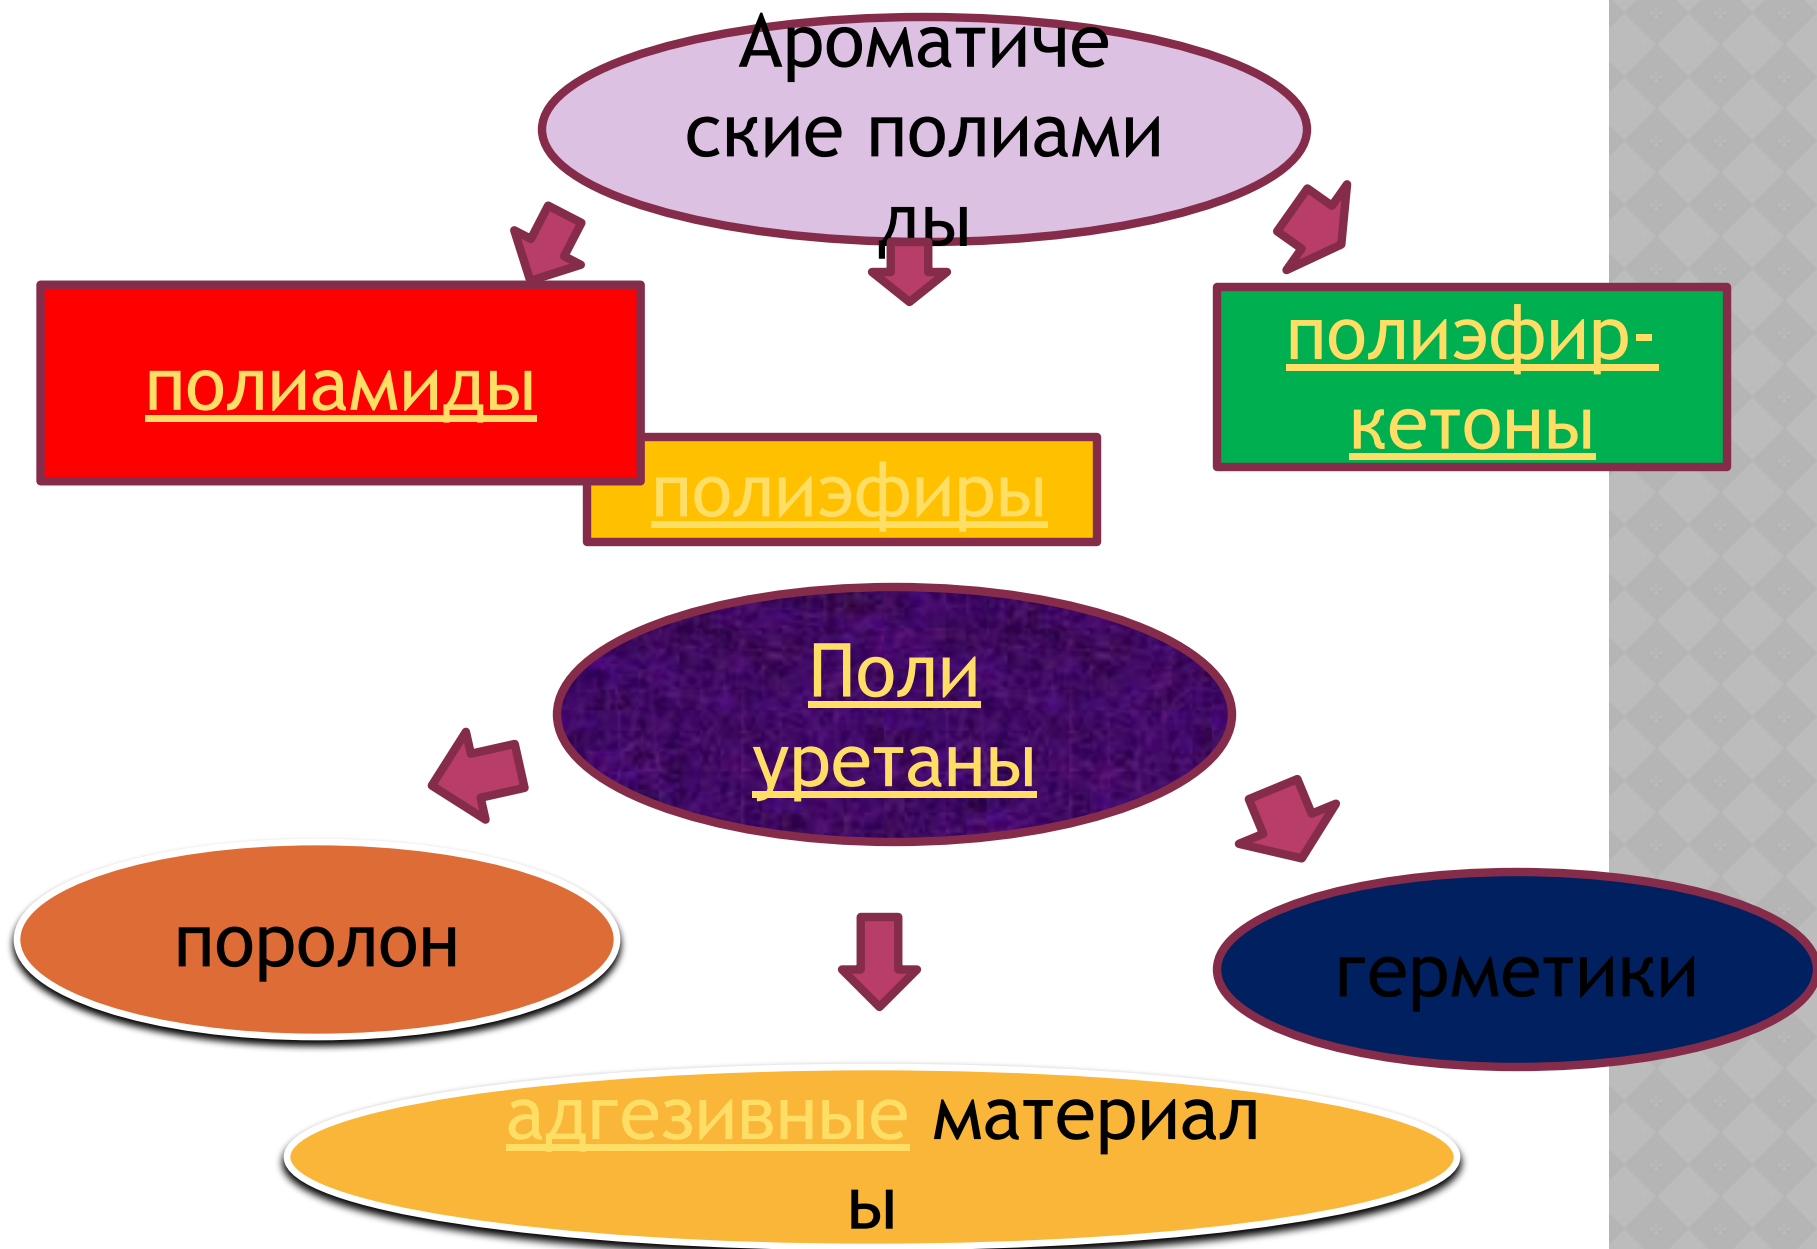 Ароматиче
ские полиами
ды
полиамиды
полиэфир-
кетоны
полиэфиры
Поли
уретаны
поролон
герметики
адгезивные материал
ы